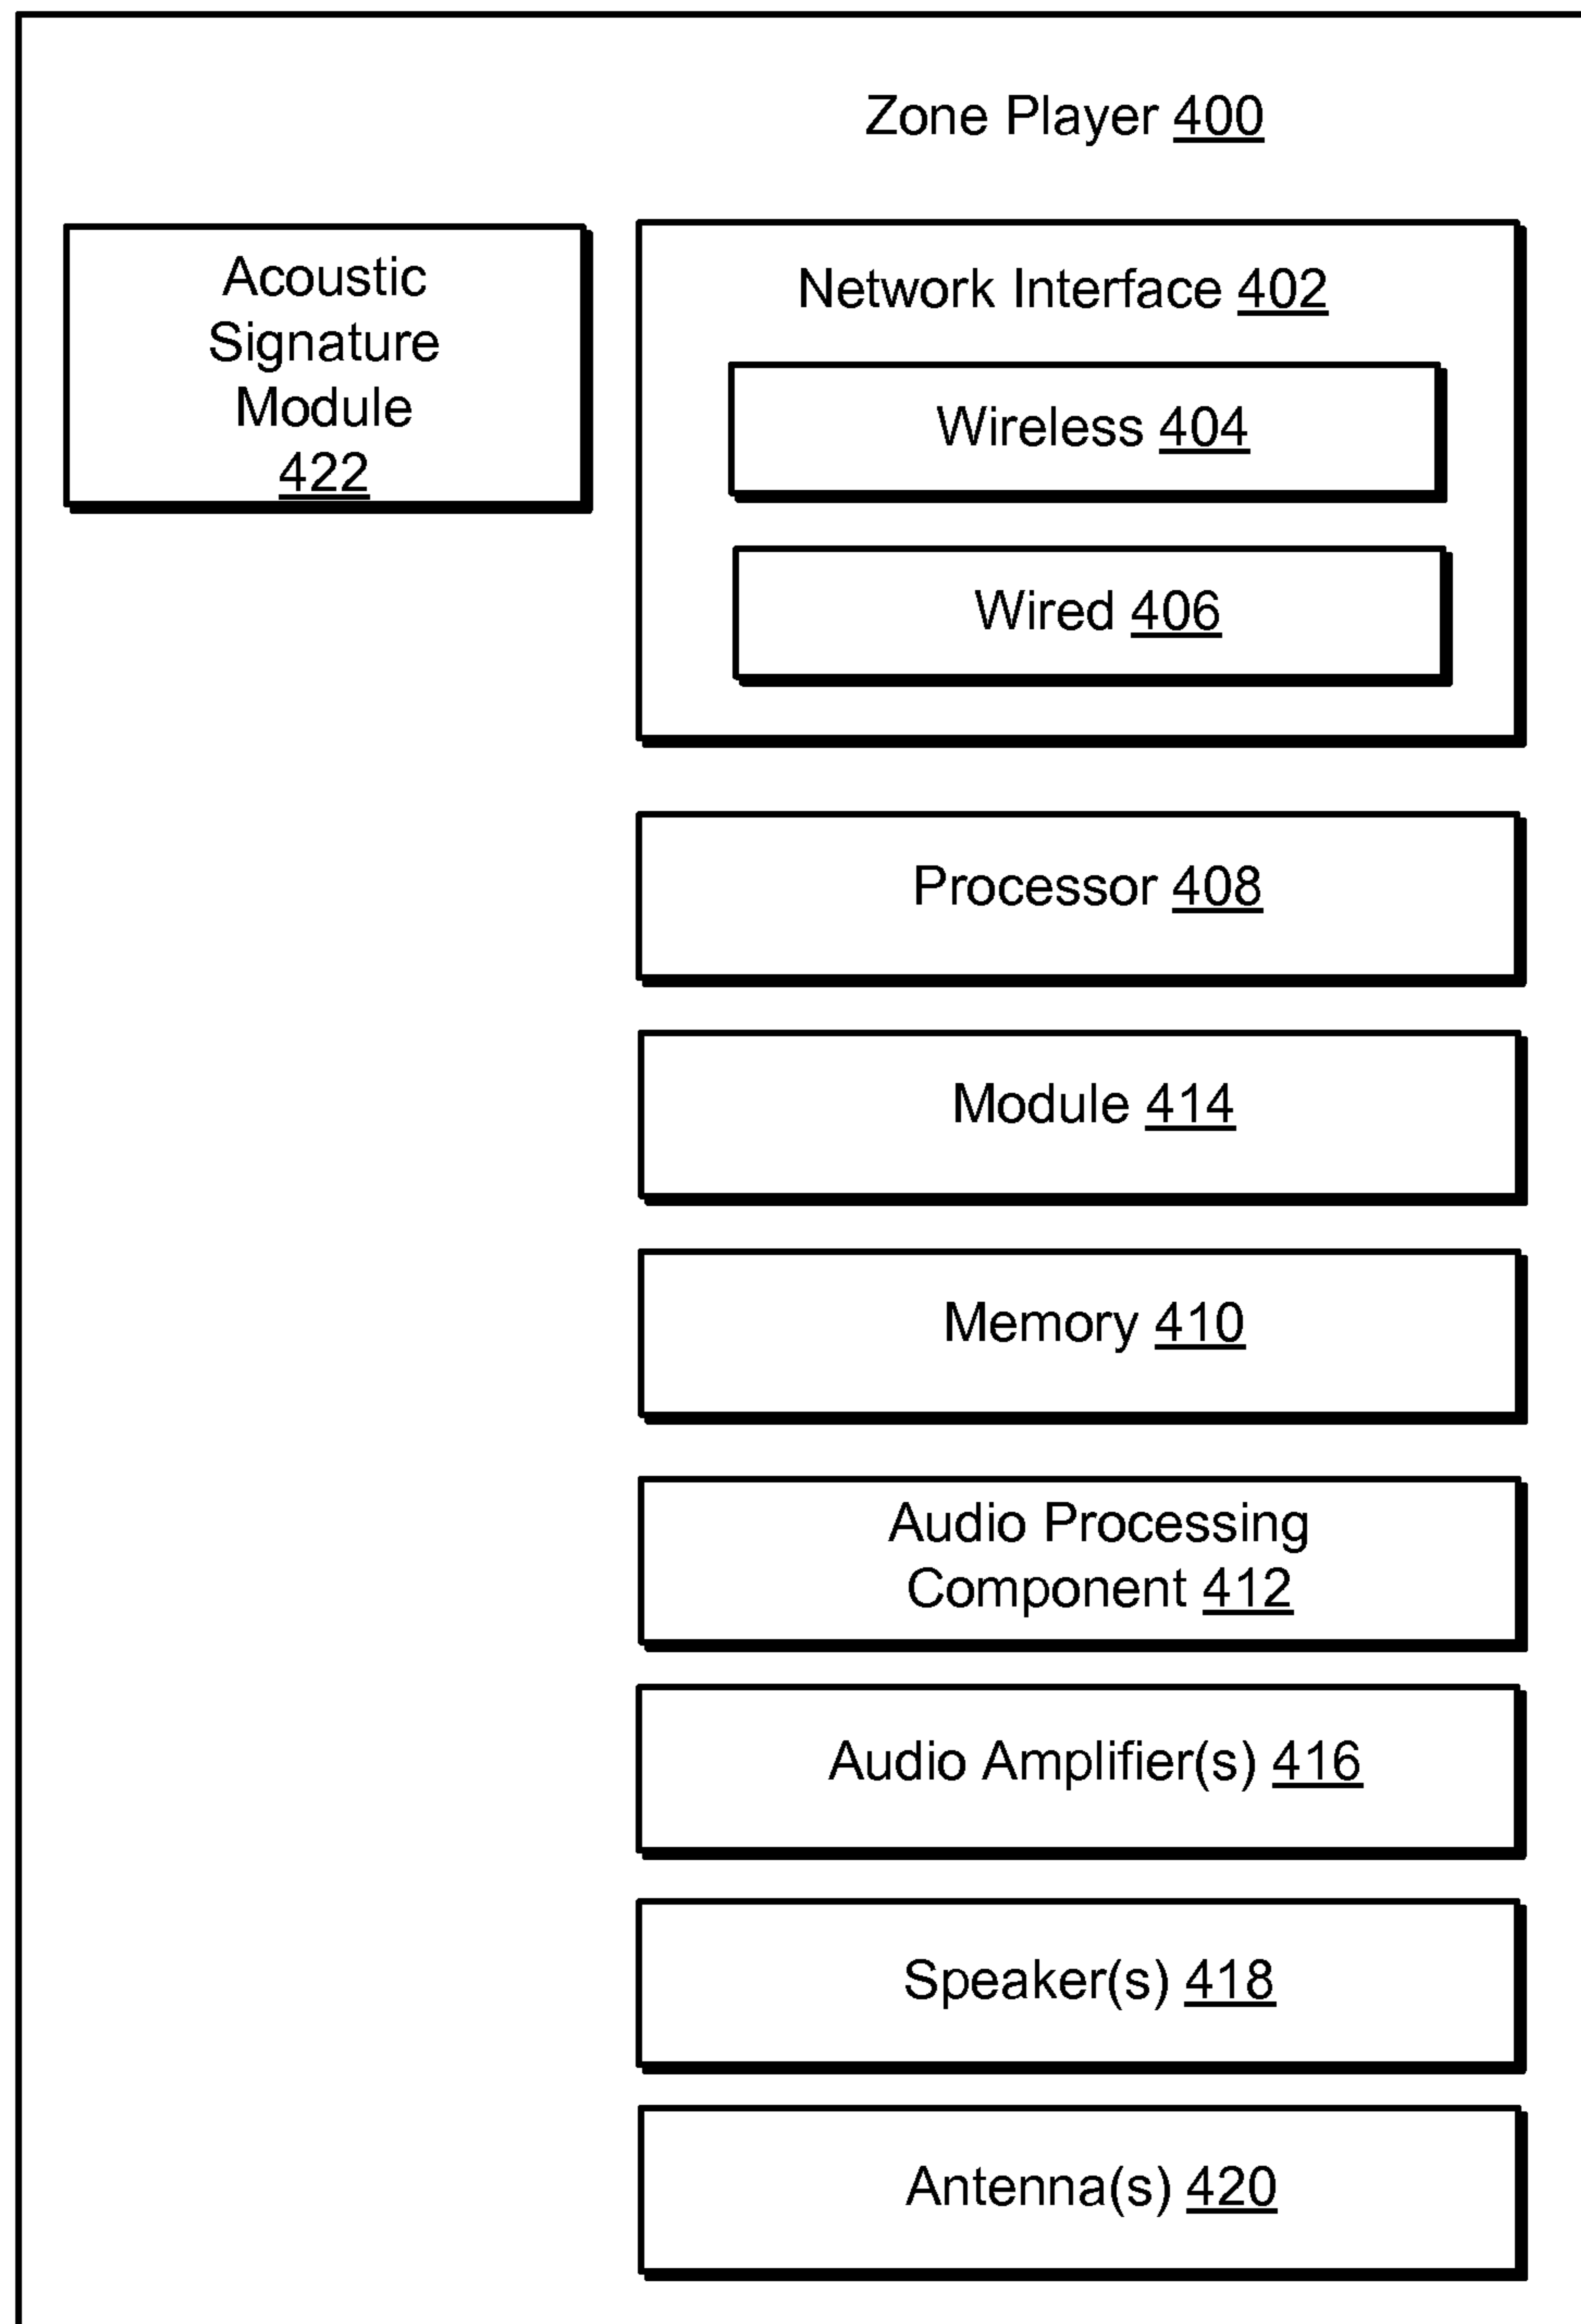 Zone Player 400
Acoustic
Signature
Module
422
Network Interface 402
Wireless 404
Wired 406
Processor 408
Module 414
Memory 410
Audio Processing
Component 412
Audio Amplifier(s) 416
Speaker(s) 418
Antenna(s) 420